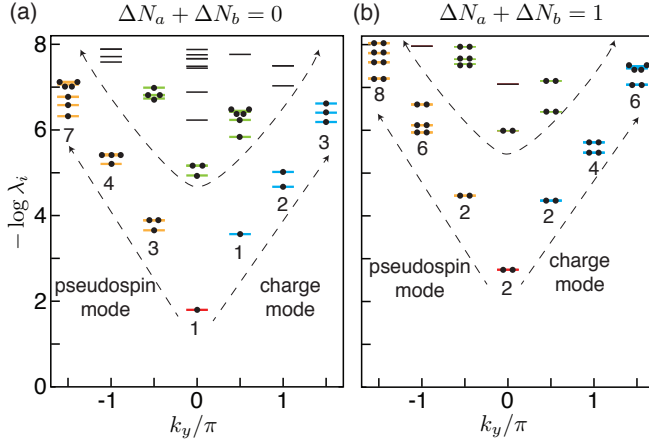 (a) ΔN_a + ΔN_b = 0
(b) ΔN_a + ΔN_b = 1
− log λ_i
8
6
4
2
0
7
4
3
1
1
2
3
pseudospin
mode
charge
mode
-1 0 1
k_y/π
8
6
2
2
2
4
6
pseudospin
mode
charge
mode
-1 0 1
k_y/π